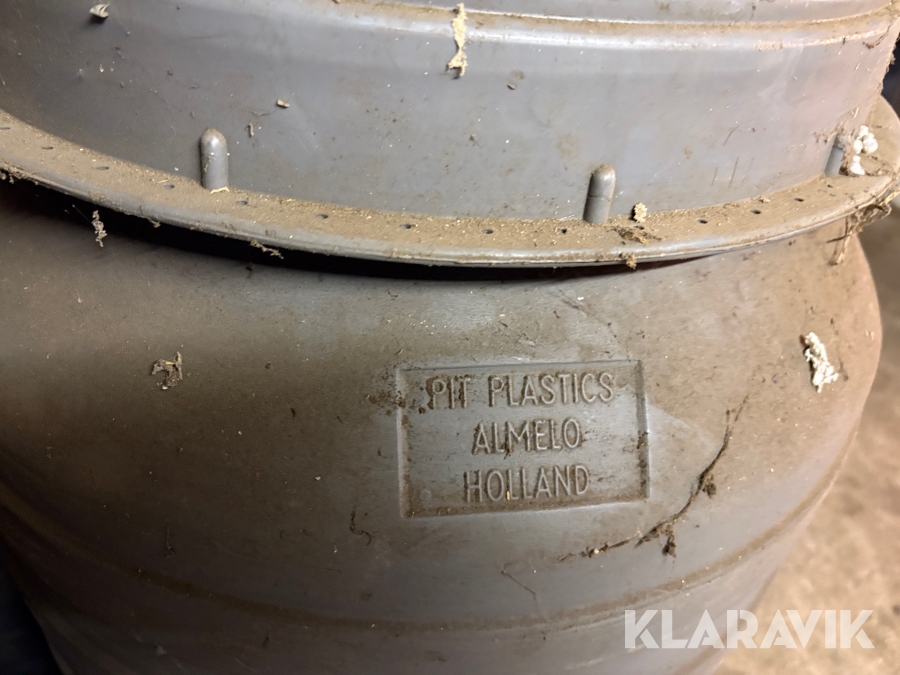 PIT PLASTICS
ALMELO
HOLLAND
KLARAVIK